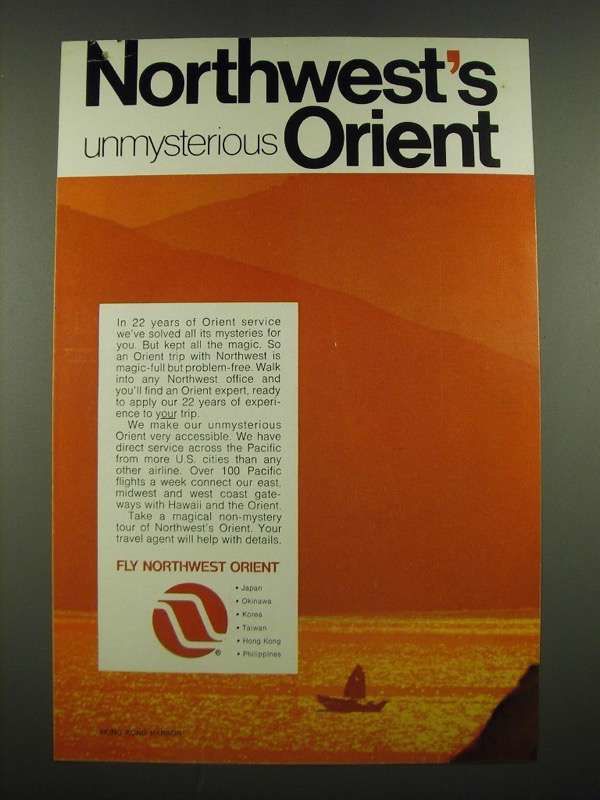 Northwest's
unmysterious Orient
In 22 years of Orient service
we've solved all its mysteries for
you. But kept all the magic. So
an Orient trip with Northwest is
magic-full but problem-free. Walk
into any Northwest office and
you'll find an Orient expert, ready
to apply our 22 years of experi-
ence to your trip.
We make our unmysterious
Orient very accessible. We have
direct service across the Pacific
from more U.S. cities than any
other airline. Over 100 Pacific
flights a week connect our east,
midwest and west coast gate-
ways with Hawaii and the Orient.
Take a magical non-mystery
tour of Northwest's Orient. Your
travel agent will help with details.
FLY NORTHWEST ORIENT
• Japan
• Okinawa
• Korea
• Taiwan
• Hong Kong
• Philippines
®
HONG KONG HARBOR